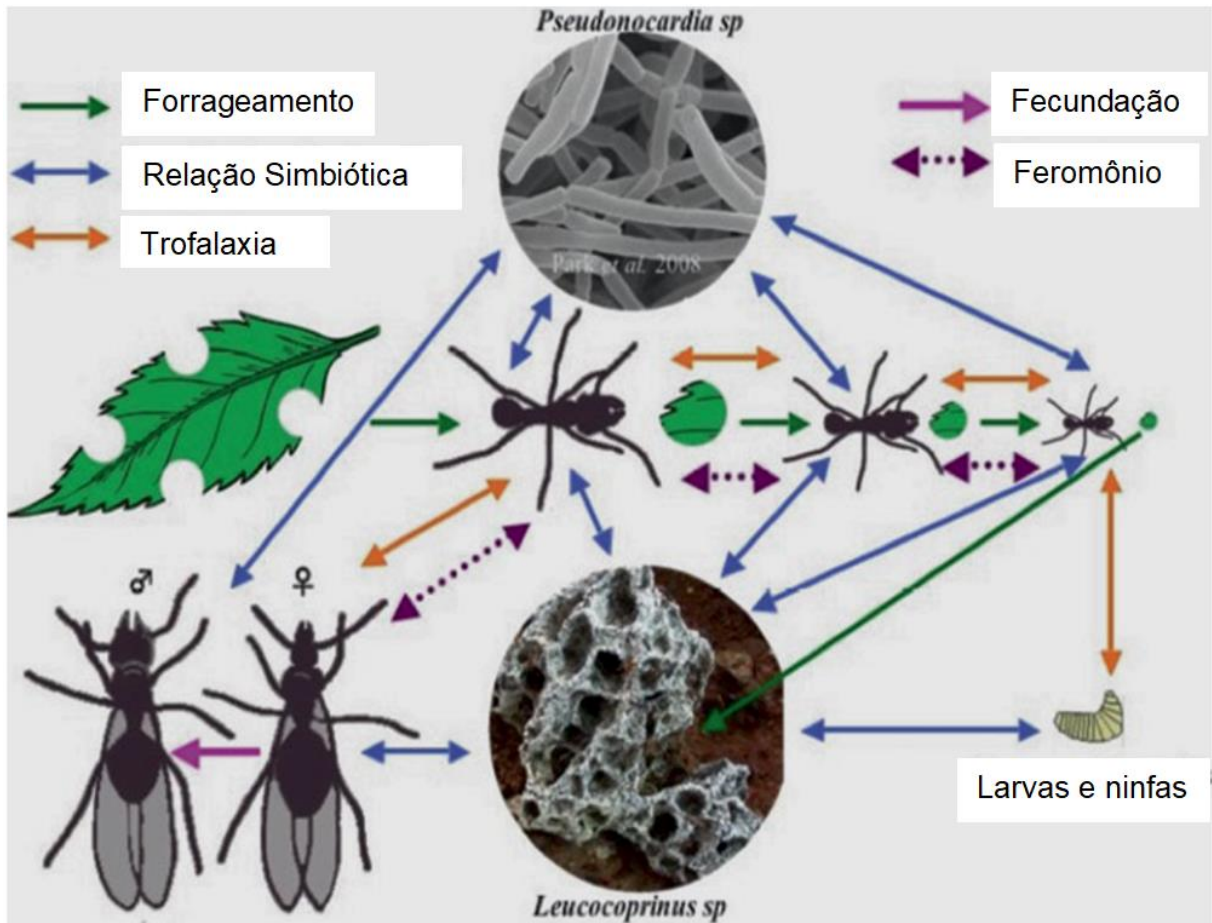 Pseudonocardia sp
Forrageamento
Relação Simbiótica
Trofalaxia
Fecundação
Feromônio
Park et al. 2008
♂
♀
Larvas e ninfas
Leucocoprinus sp